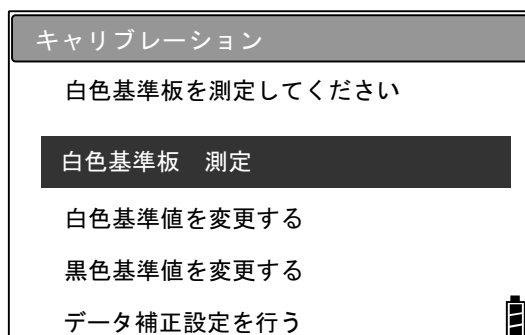 キャリブレーション
白色基準板を測定してください
白色基準板　測定
白色基準値を変更する
黒色基準値を変更する
データ補正設定を行う